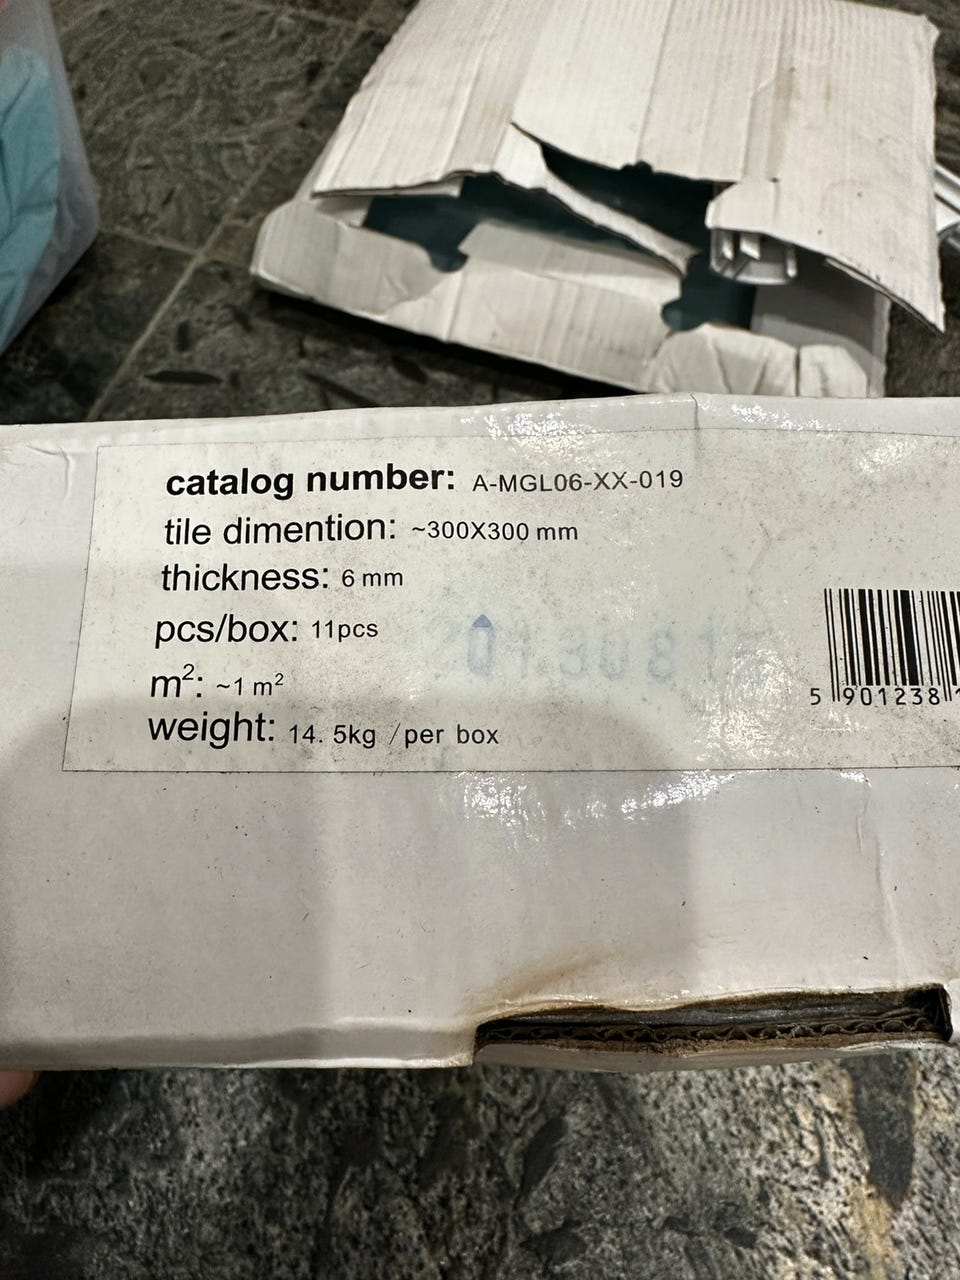 catalog number: A-MGL06-XX-019
tile dimention: ~300X300 mm
thickness: 6 mm
pcs/box: 11pcs
m²: ~1 m²
weight: 14. 5kg /per box
5 901238